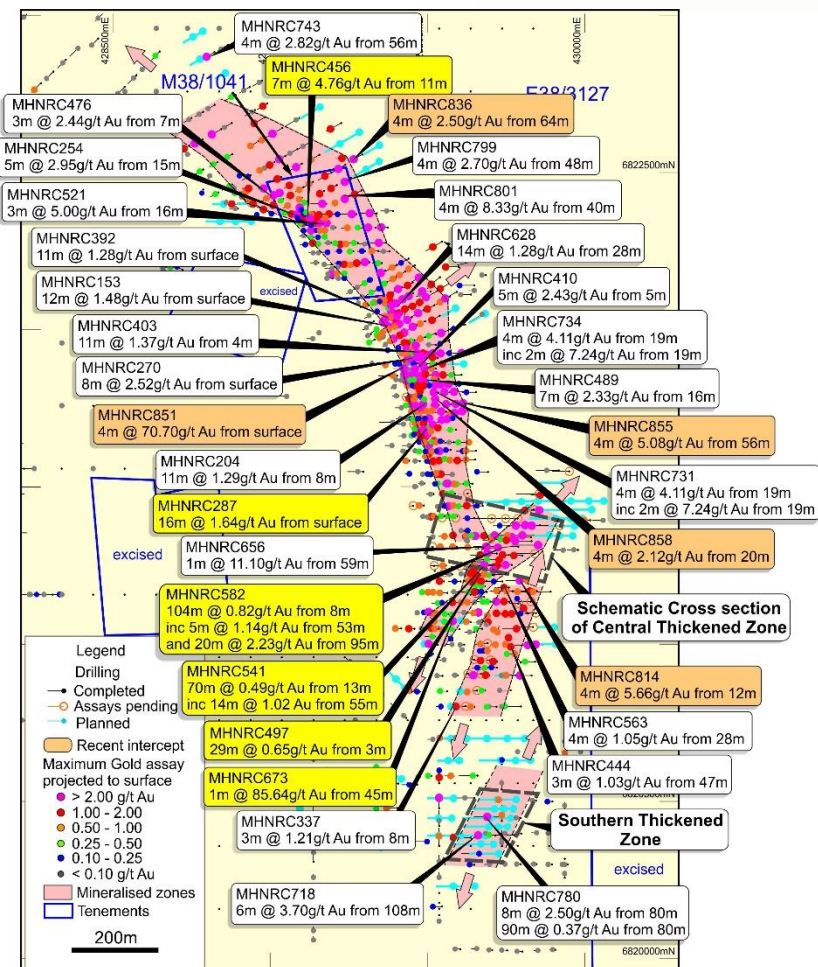 428500mE
430000mE
MHNRC743
4m @ 2.82g/t Au from 56m
M38/1041
MHNRC456
7m @ 4.76g/t Au from 11m
E38/3127
MHNRC476
3m @ 2.44g/t Au from 7m
MHNRC836
4m @ 2.50g/t Au from 64m
MHNRC254
5m @ 2.95g/t Au from 15m
MHNRC799
4m @ 2.70g/t Au from 48m
6822500mN
MHNRC521
3m @ 5.00g/t Au from 16m
MHNRC801
4m @ 8.33g/t Au from 40m
MHNRC392
11m @ 1.28g/t Au from surface
MHNRC628
14m @ 1.28g/t Au from 28m
MHNRC153
12m @ 1.48g/t Au from surface
excised
MHNRC410
5m @ 2.43g/t Au from 5m
MHNRC403
11m @ 1.37g/t Au from 4m
MHNRC734
4m @ 4.11g/t Au from 19m
inc 2m @ 7.24g/t Au from 19m
MHNRC270
8m @ 2.52g/t Au from surface
MHNRC489
7m @ 2.33g/t Au from 16m
MHNRC851
4m @ 70.70g/t Au from surface
MHNRC855
4m @ 5.08g/t Au from 56m
MHNRC204
11m @ 1.29g/t Au from 8m
MHNRC731
4m @ 4.11g/t Au from 19m
inc 2m @ 7.24g/t Au from 19m
MHNRC287
16m @ 1.64g/t Au from surface
MHNRC858
4m @ 2.12g/t Au from 20m
excised
MHNRC656
1m @ 11.10g/t Au from 59m
MHNRC582
104m @ 0.82g/t Au from 8m
inc 5m @ 1.14g/t Au from 53m
and 20m @ 2.23g/t Au from 95m
Schematic Cross section
of Central Thickened Zone
MHNRC541
70m @ 0.49g/t Au from 13m
inc 14m @ 1.02 Au from 55m
MHNRC814
4m @ 5.66g/t Au from 12m
MHNRC497
29m @ 0.65g/t Au from 3m
MHNRC563
4m @ 1.05g/t Au from 28m
MHNRC673
1m @ 85.64g/t Au from 45m
MHNRC444
3m @ 1.03g/t Au from 47m
MHNRC337
3m @ 1.21g/t Au from 8m
Southern Thickened
Zone
excised
MHNRC718
6m @ 3.70g/t Au from 108m
MHNRC780
8m @ 2.50g/t Au from 80m
90m @ 0.37g/t Au from 80m
6820000mN
Legend
Drilling
Completed
Assays pending
Planned
Recent intercept
Maximum Gold assay
projected to surface
> 2.00 g/t Au
1.00 - 2.00
0.50 - 1.00
0.25 - 0.50
0.10 - 0.25
< 0.10 g/t Au
Mineralised zones
Tenements
200m